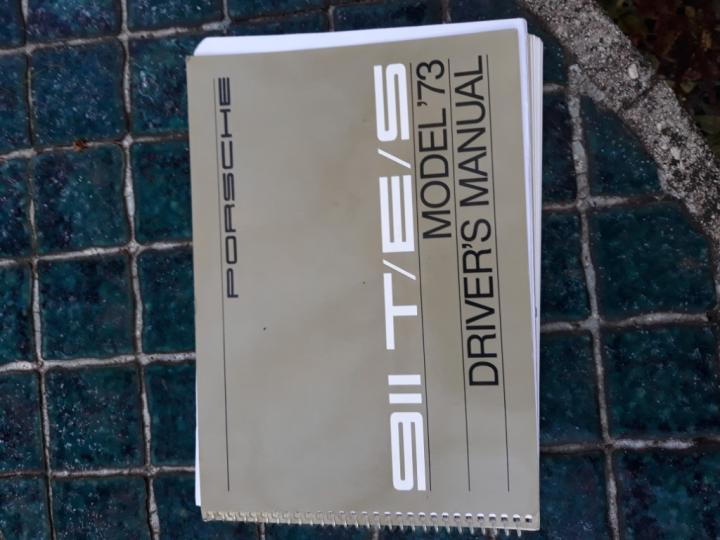 PORSCHE
911 T/E/S
MODEL '73
DRIVER'S MANUAL